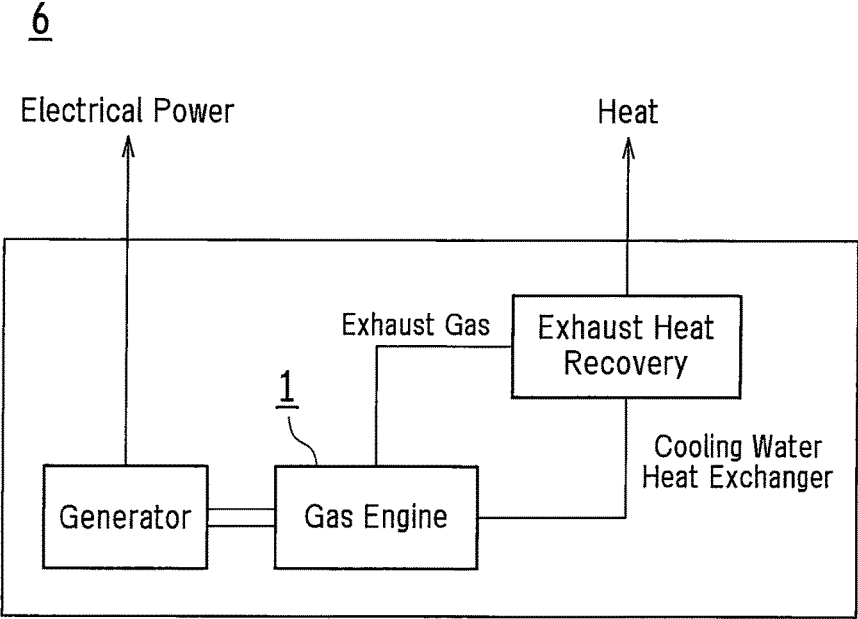 6
Electrical Power
Heat
Exhaust Gas
Exhaust Heat
Recovery
1
Cooling Water
Heat Exchanger
Generator
Gas Engine